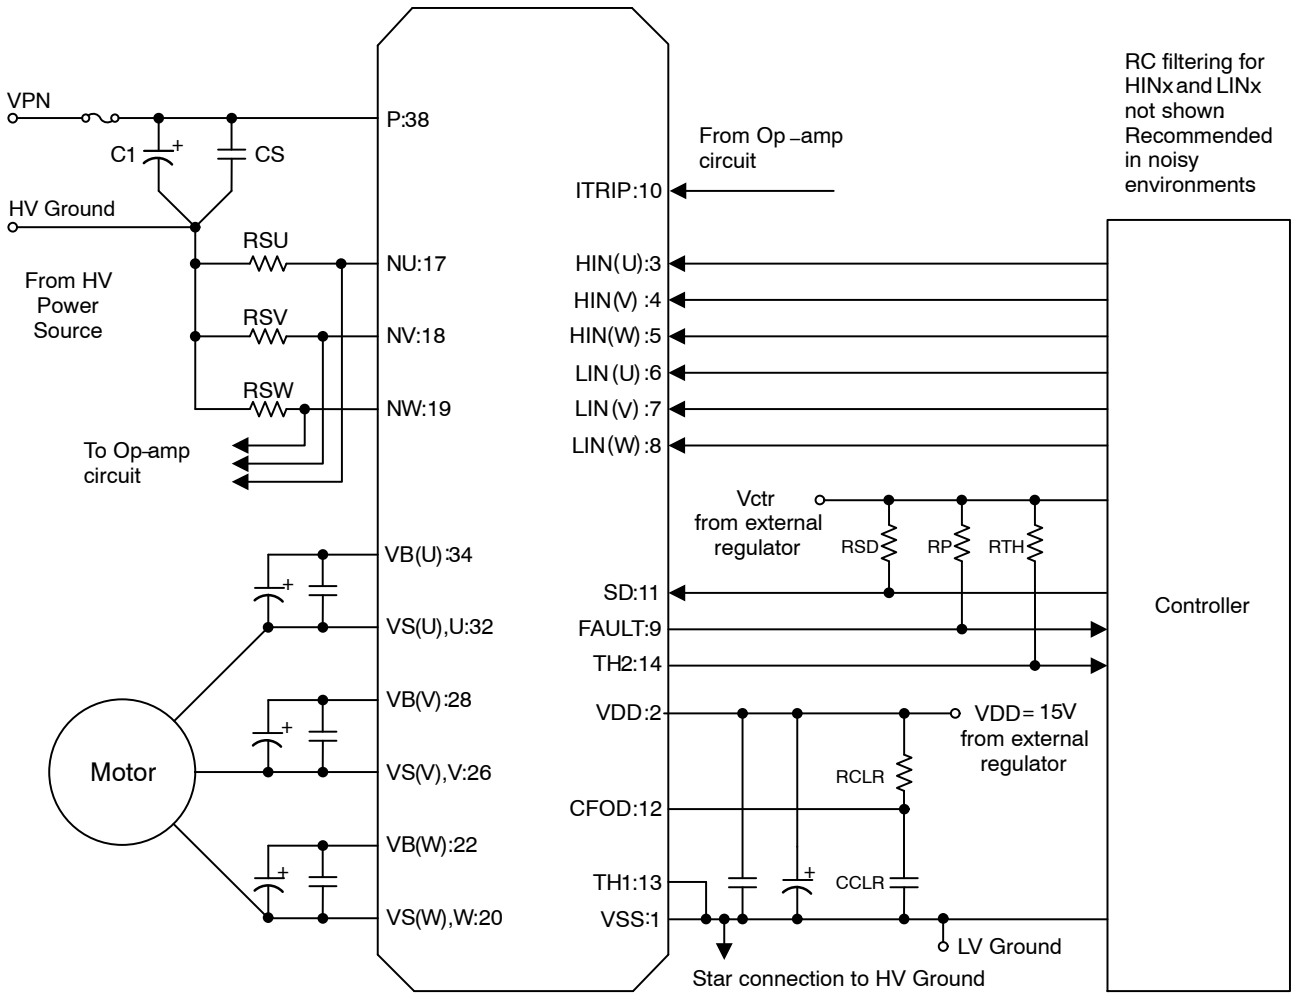 VPN
C1
+
CS
HV Ground
From HV
Power
Source
RSU
RSV
RSW
To Op-amp
circuit
P:38
NU:17
NV:18
NW:19
+
VB(U):34
VS(U),U:32
+
VB(V):28
VS(V),V:26
+
VB(W):22
VS(W),W:20
Motor
From Op-amp
circuit
ITRIP:10
HIN(U):3
HIN(V) :4
HIN(W):5
LIN(U) :6
LIN(V) :7
LIN(W) :8
Vctr
from external
regulator
RSD
RP
RTH
SD:11
FAULT:9
TH2:14
VDD:2
VDD=15V
from external
regulator
RCLR
CFOD:12
TH1:13
+
CCLR
VSS:1
LV Ground
Star connection to HV Ground
RC filtering for
HINx and LINx
not shown
Recommended
in noisy
environments
Controller